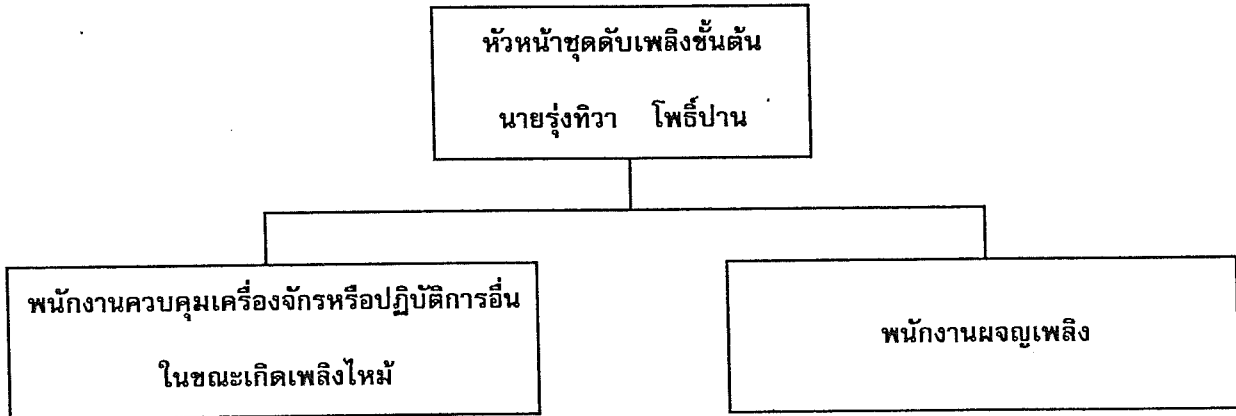 หัวหน้าชุดดับเพลิงชั้นต้น
นายรุ่งทิวา โพธิ์ปาน
พนักงานควบคุมเครื่องจักรหรือปฏิบัติการอื่น
ในขณะเกิดเพลิงไหม้
พนักงานผจญเพลิง